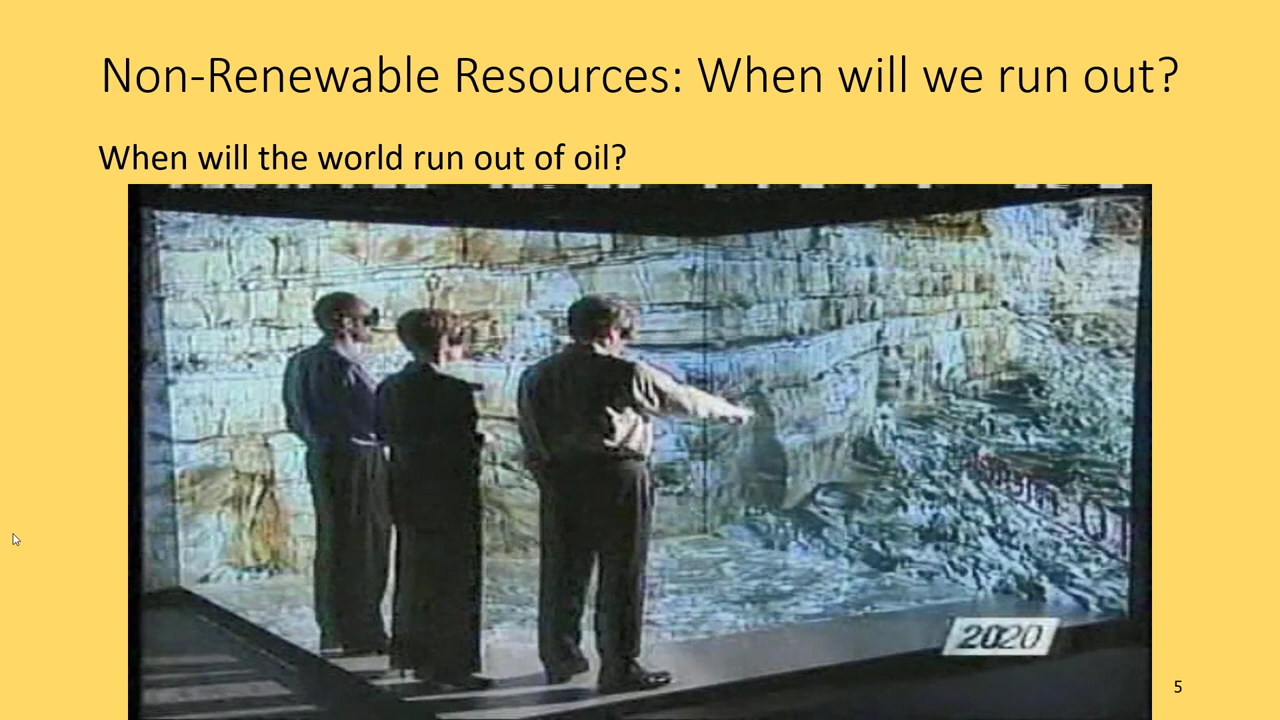 Non-Renewable Resources: When will we run out?
When will the world run out of oil?
2020
5